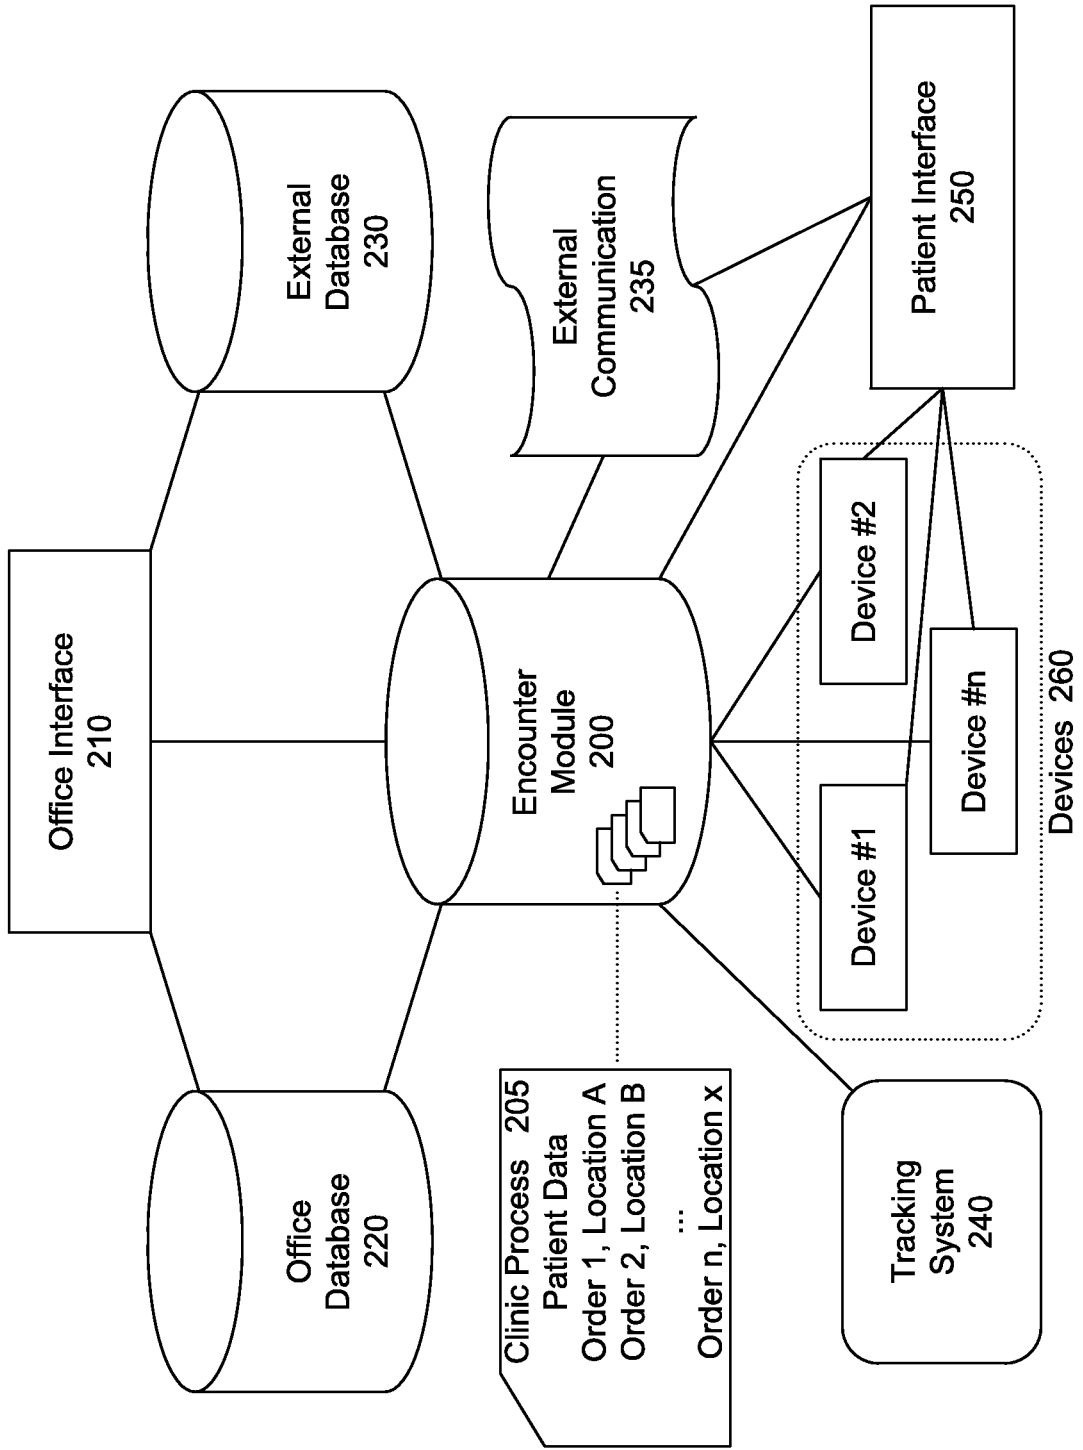 Office Interface
210
Office
Database
220
External
Database
230
Encounter
Module
200
External
Communication
235
Clinic Process 205
Patient Data
Order 1, Location A
Order 2, Location B
...
Order n, Location x
Tracking
System
240
Device #1
Device #2
Device #n
Devices 260
Patient Interface
250